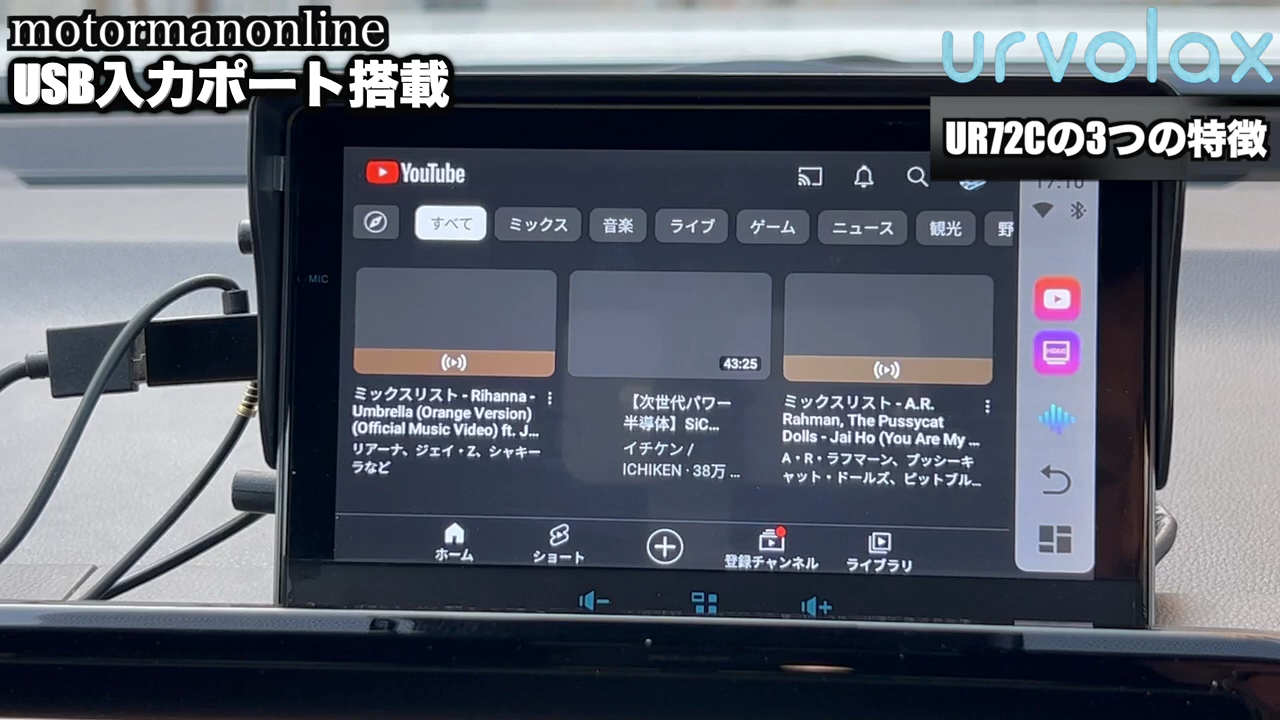 motormanonline
USB入力ポート搭載
urvolax
UR72Cの3つの特徴
YouTube
17:10
すべて
ミックス
音楽
ライブ
ゲーム
ニュース
観光
野
MIC
HDMI
43:25
ミックスリスト - Rihanna -
Umbrella (Orange Version)
(Official Music Video) ft. J...
リアーナ、ジェイ・Z、シャキー
ラなど
【次世代パワー
半導体】SiC...
イチケン /
ICHIKEN · 38万 ...
ミックスリスト - A.R.
Rahman, The Pussycat
Dolls - Jai Ho (You Are My ...
A・R・ラフマーン、プッシーキ
ャット・ドールズ、ピットブル...
ホーム
ショート
登録チャンネル
ライブラリ